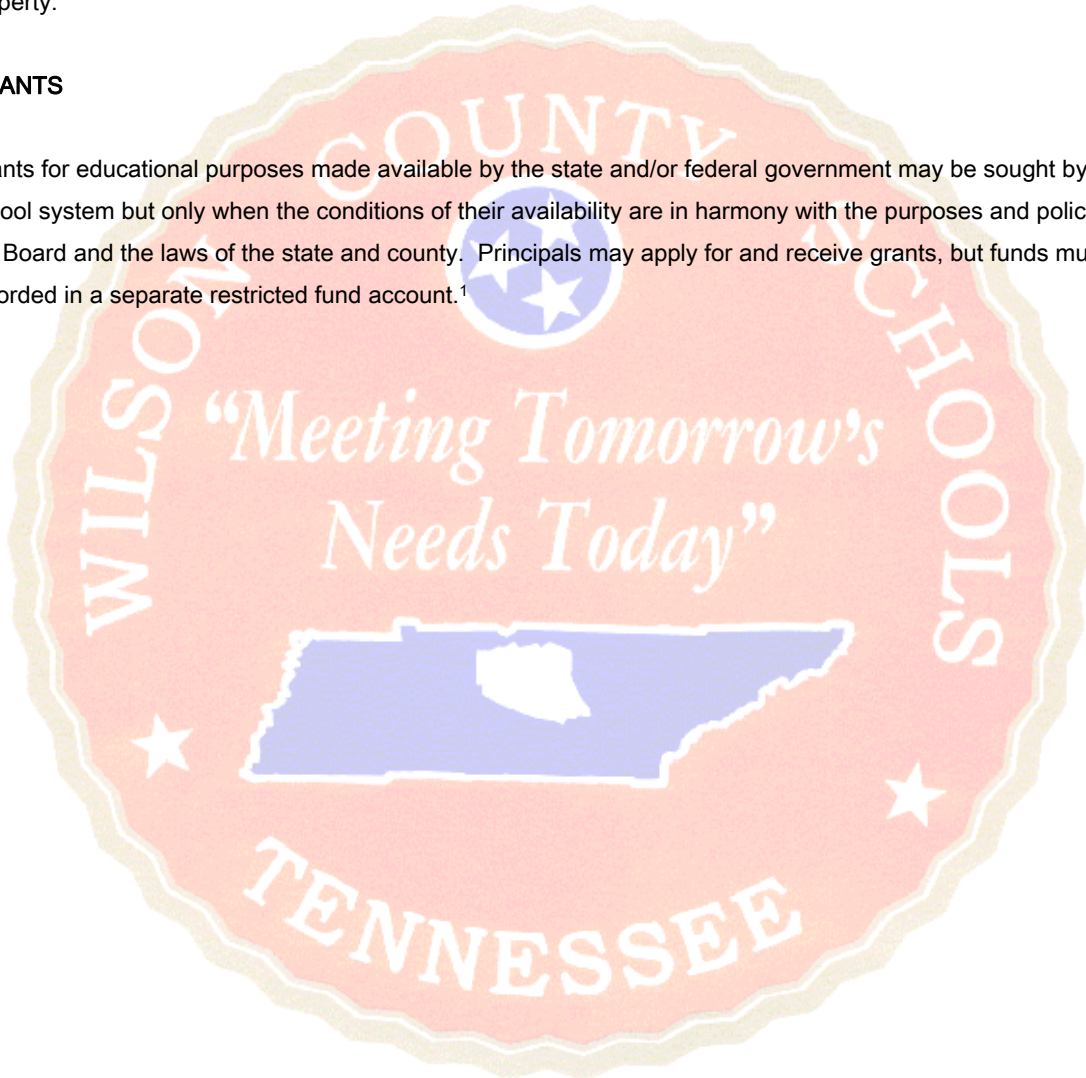 perty.
ANTS
ants for educational purposes made available by the state and/or federal government may be sought by
ool system but only when the conditions of their availability are in harmony with the purposes and polic
Board and the laws of the state and county.  Principals may apply for and receive grants, but funds mu
orded in a separate restricted fund account.¹
WILSON COUNTY SCHOOLS
“Meeting Tomorrow's
Needs Today”
TENNESSEE